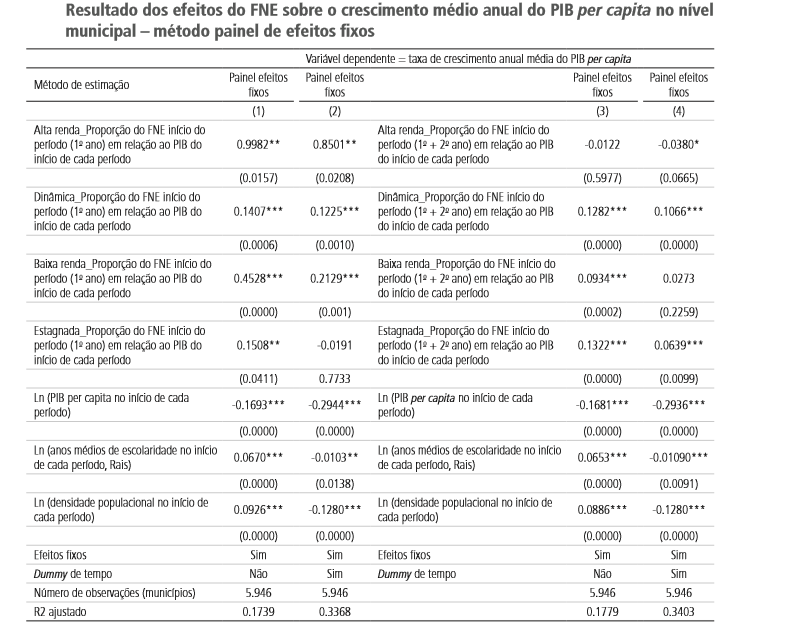 Resultado dos efeitos do FNE sobre o crescimento médio anual do PIB per capita no nível
municipal – método painel de efeitos fixos
Variável dependente = taxa de crescimento anual média do PIB per capita
Método de estimação
Painel efeitos
fixos
Painel efeitos
fixos
Painel efeitos
fixos
Painel efeitos
fixos
(1) (2) (3) (4)
Alta renda_Proporção do FNE início do
período (1º ano) em relação ao PIB do
início de cada período
0.9982** 0.8501**
Alta renda_Proporção do FNE início do
período (1º + 2º ano) em relação ao PIB
do início de cada período
-0.0122 -0.0380*
(0.0157) (0.0208) (0.5977) (0.0665)
Dinâmica_Proporção do FNE início do
período (1º ano) em relação ao PIB do
início de cada período
0.1407*** 0.1225***
Dinâmica_Proporção do FNE início do
período (1º + 2º ano) em relação ao PIB
do início de cada período
0.1282*** 0.1066***
(0.0006) (0.0010) (0.0000) (0.0000)
Baixa renda_Proporção do FNE início do
período (1º ano) em relação ao PIB do
início de cada período
0.4528*** 0.2129***
Baixa renda_Proporção do FNE início do
período (1º + 2º ano) em relação ao PIB
do início de cada período
0.0934*** 0.0273
(0.0000) (0.001) (0.0002) (0.2259)
Estagnada_Proporção do FNE início do
período (1º ano) em relação ao PIB do
início de cada período
0.1508** -0.0191
Estagnada_Proporção do FNE início do
período (1º + 2º ano) em relação ao PIB
do início de cada período
0.1322*** 0.0639***
(0.0411) 0.7733 (0.0000) (0.0099)
Ln (PIB per capita no início de cada
período)
-0.1693*** -0.2944***
Ln (PIB per capita no início de cada
período)
-0.1681*** -0.2936***
(0.0000) (0.0000) (0.0000) (0.0000)
Ln (anos médios de escolaridade no início
de cada período, Rais)
0.0670*** -0.0103**
Ln (anos médios de escolaridade no início
de cada período, Rais)
0.0653*** -0.01090***
(0.0000) (0.0138) (0.0000) (0.0091)
Ln (densidade populacional no início de
cada período)
0.0926*** -0.1280***
Ln (densidade populacional no início de
cada período)
0.0886*** -0.1280***
(0.0000) (0.0000) (0.0000) (0.0000)
Efeitos fixos Sim Sim Efeitos fixos Sim Sim
Dummy de tempo Não Sim Dummy de tempo Não Sim
Número de observações (municípios) 5.946 5.946 5.946 5.946
R2 ajustado 0.1739 0.3368 0.1779 0.3403